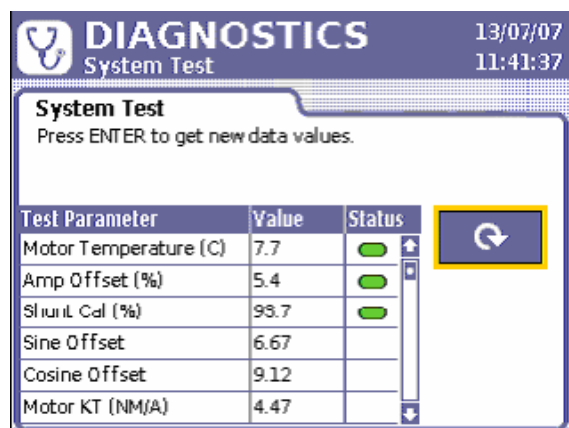 DIAGNOSTICS
System Test
13/07/07
11:41:37
System Test
Press ENTER to get new data values.
Test Parameter Value Status
Motor Temperature (C) 7.7
Amp Offset (%) 5.4
Shunt Cal (%) 98.7
Sine Offset 6.67
Cosine Offset 9.12
Motor KT (NM/A) 4.47